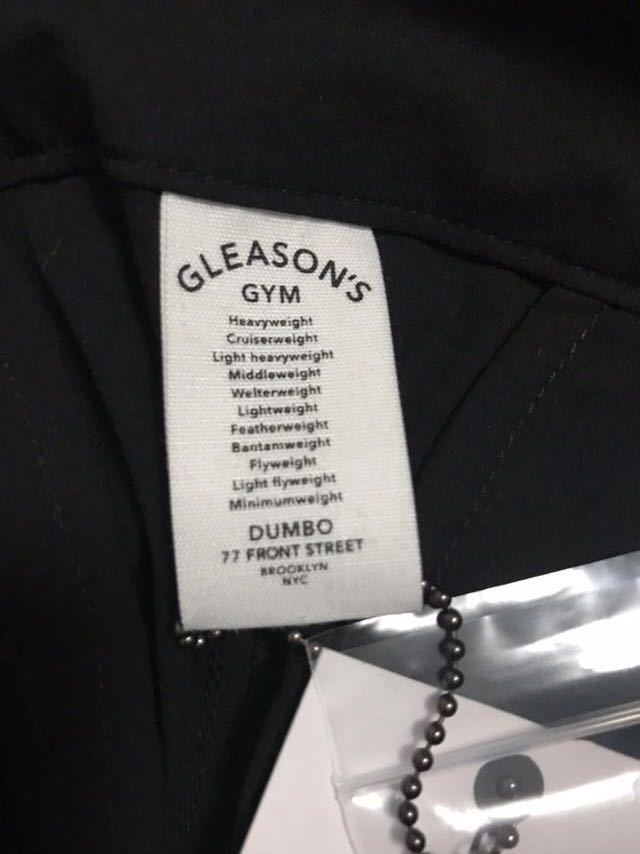 GLEASON'S
GYM
Heavyweight
Cruiserweight
Light heavyweight
Middleweight
Welterweight
Lightweight
Featherweight
Bantamweight
Flyweight
Light flyweight
Minimumweight
DUMBO
77 FRONT STREET
BROOKLYN
NYC